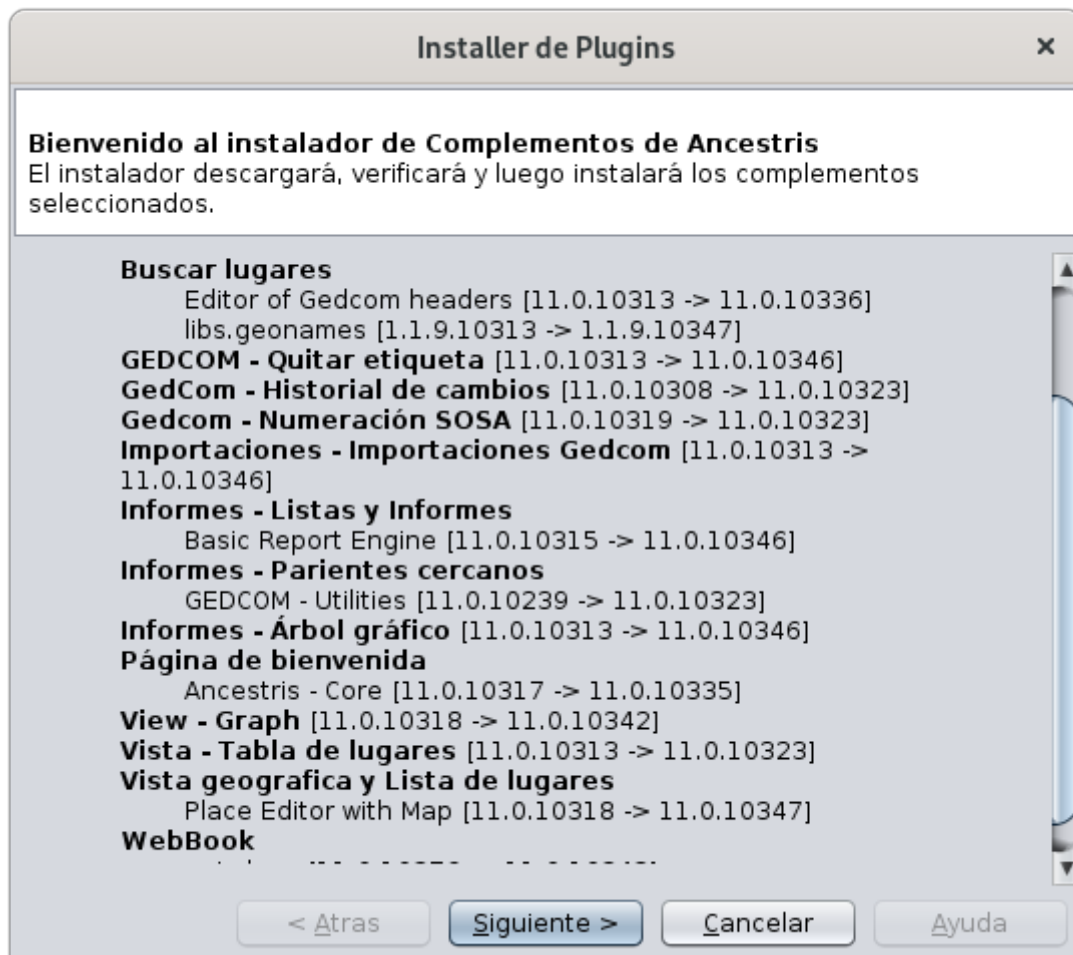 Installer de Plugins
Bienvenido al instalador de Complementos de Ancestris
El instalador descargará, verificará y luego instalará los complementos
seleccionados.
Buscar lugares
Editor of Gedcom headers [11.0.10313 -> 11.0.10336]
libs.geonames [1.1.9.10313 -> 1.1.9.10347]
GEDCOM - Quitar etiqueta [11.0.10313 -> 11.0.10346]
GedCom - Historial de cambios [11.0.10308 -> 11.0.10323]
Gedcom - Numeración SOSA [11.0.10319 -> 11.0.10323]
Importaciones - Importaciones Gedcom [11.0.10313 ->
11.0.10346]
Informes - Listas y Informes
Basic Report Engine [11.0.10315 -> 11.0.10346]
Informes - Parientes cercanos
GEDCOM - Utilities [11.0.10239 -> 11.0.10323]
Informes - Árbol gráfico [11.0.10313 -> 11.0.10346]
Página de bienvenida
Ancestris - Core [11.0.10317 -> 11.0.10335]
View - Graph [11.0.10318 -> 11.0.10342]
Vista - Tabla de lugares [11.0.10313 -> 11.0.10323]
Vista geografica y Lista de lugares
Place Editor with Map [11.0.10318 -> 11.0.10347]
WebBook
< Atras
Siguiente >
Cancelar
Ayuda